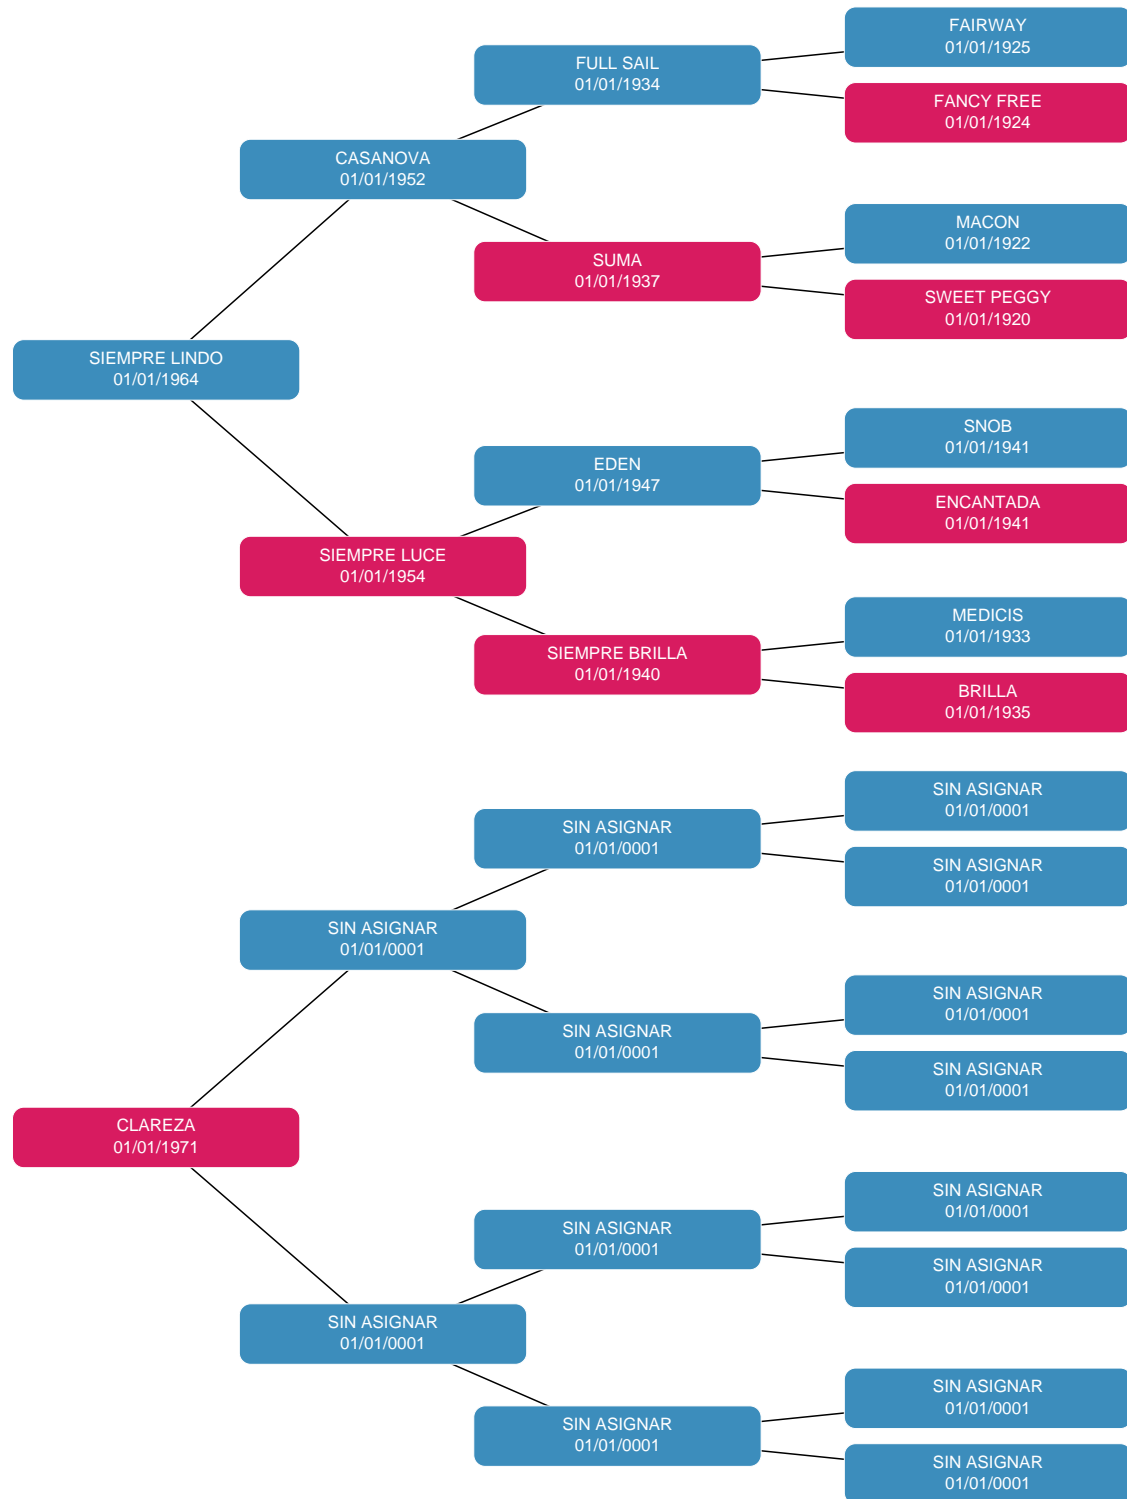 FAIRWAY
01/01/1925
FULL SAIL
01/01/1934
FANCY FREE
01/01/1924
CASANOVA
01/01/1952
MACON
01/01/1922
SUMA
01/01/1937
SWEET PEGGY
01/01/1920
SIEMPRE LINDO
01/01/1964
SNOB
01/01/1941
EDEN
01/01/1947
ENCANTADA
01/01/1941
SIEMPRE LUCE
01/01/1954
MEDICIS
01/01/1933
SIEMPRE BRILLA
01/01/1940
BRILLA
01/01/1935
SIN ASIGNAR
01/01/0001
SIN ASIGNAR
01/01/0001
SIN ASIGNAR
01/01/0001
SIN ASIGNAR
01/01/0001
SIN ASIGNAR
01/01/0001
SIN ASIGNAR
01/01/0001
SIN ASIGNAR
01/01/0001
CLAREZA
01/01/1971
SIN ASIGNAR
01/01/0001
SIN ASIGNAR
01/01/0001
SIN ASIGNAR
01/01/0001
SIN ASIGNAR
01/01/0001
SIN ASIGNAR
01/01/0001
SIN ASIGNAR
01/01/0001
SIN ASIGNAR
01/01/0001